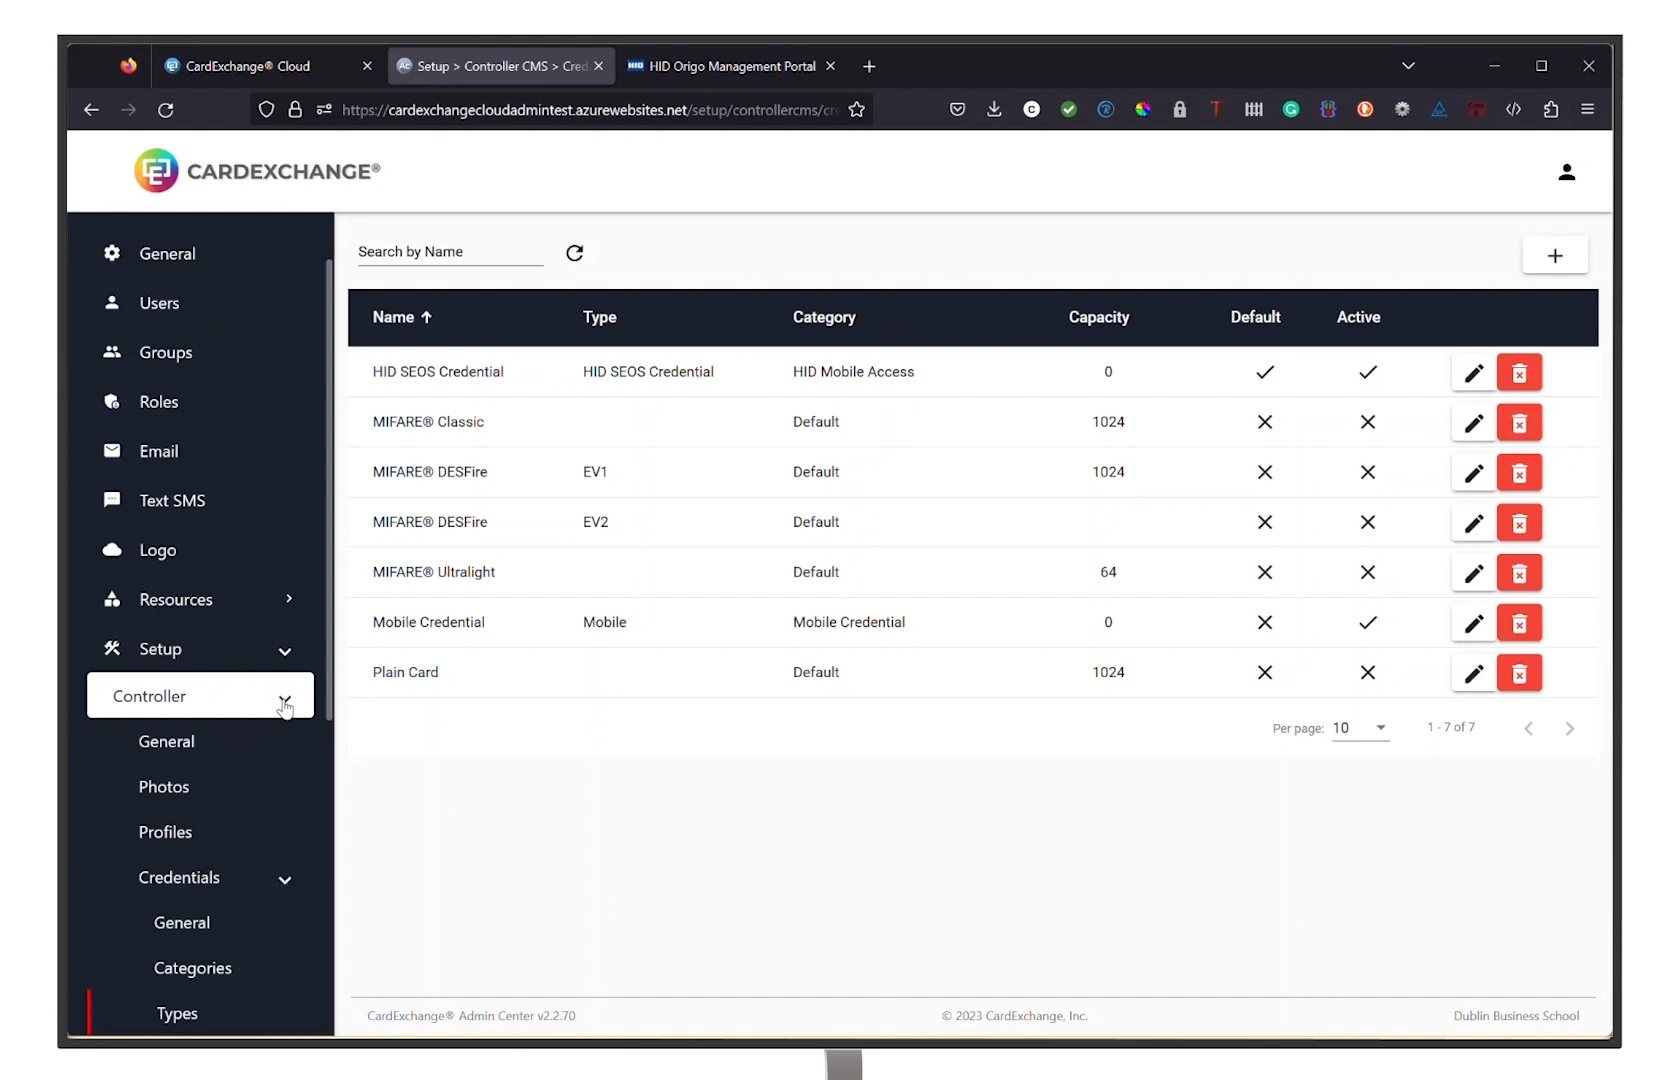 CardExchange® Cloud
Setup > Controller CMS > Cred
HID HID Origo Management Portal
https://cardexchangecloudadmintest.azurewebsites.net/setup/controllercms/cre
CARDEXCHANGE®
General
Users
Groups
Roles
Email
Text SMS
Logo
Resources
Setup
Controller
General
Photos
Profiles
Credentials
General
Categories
Types
Search by Name
Name Type Category Capacity Default Active
HID SEOS Credential HID SEOS Credential HID Mobile Access 0
MIFARE® Classic Default 1024
MIFARE® DESFire EV1 Default 1024
MIFARE® DESFire EV2 Default
MIFARE® Ultralight Default 64
Mobile Credential Mobile Mobile Credential 0
Plain Card Default 1024
Per page: 10 1 - 7 of 7
CardExchange® Admin Center v2.2.70 © 2023 CardExchange, Inc. Dublin Business School